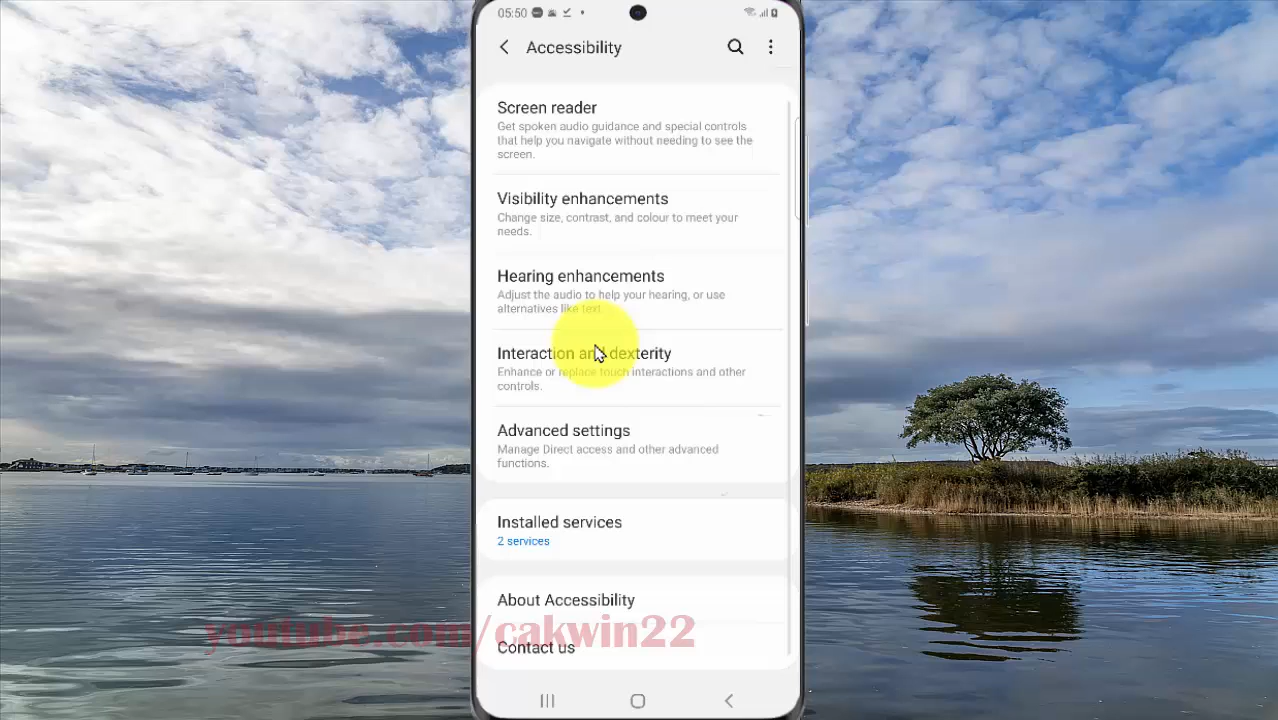 05:50
Accessibility
Screen reader
Get spoken audio guidance and special controls
that help you navigate without needing to see the
screen.
Visibility enhancements
Change size, contrast, and colour to meet your
needs.
Hearing enhancements
Adjust the audio to help your hearing, or use
alternatives like text.
Interaction and dexterity
Enhance or replace touch interactions and other
controls.
Advanced settings
Manage Direct access and other advanced
functions.
Installed services
2 services
About Accessibility
youtube.com/cakwin22
Contact us